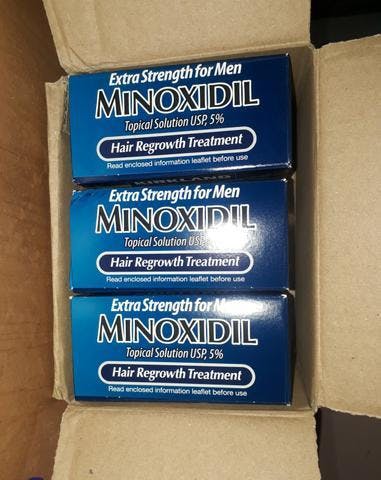 Extra Strength for Men
MINOXIDIL
Topical Solution USP, 5%
Hair Regrowth Treatment
Read enclosed information leaflet before use
KIRKLAND
Extra Strength for Men
MINOXIDIL
Topical Solution USP,
Hair Regrowth Treatment
Read enclosed information leaflet before use
Extra Strength for Men
MINOXIDIL
Topical Solution USP, 5%
Hair Regrowth Treatment
Read enclosed information leaflet before use